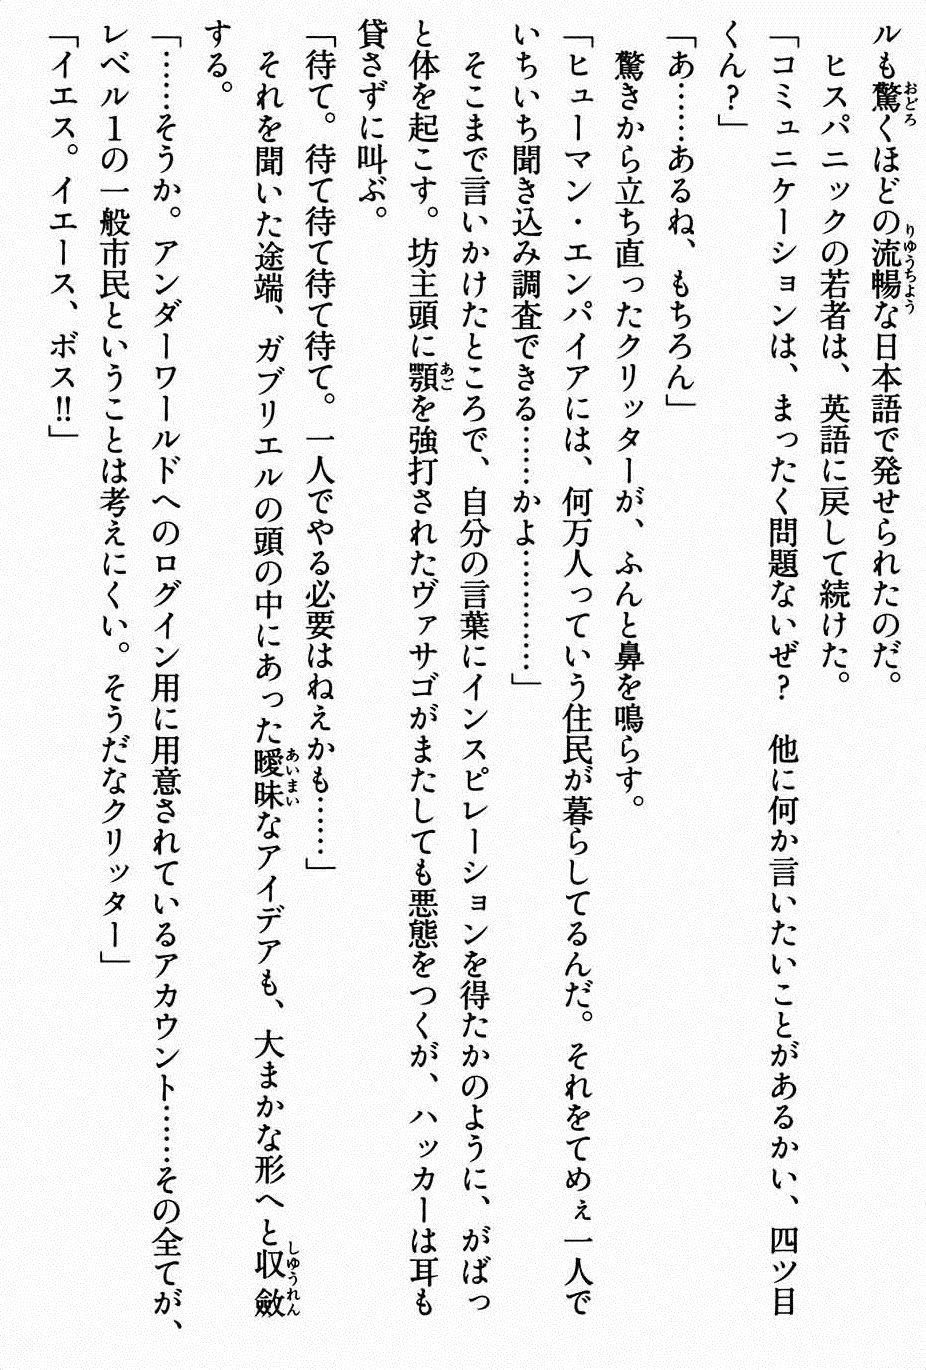 ルも驚くほどの流暢な日本語で発せられたのだ。
　ヒスパニックの若者は、英語に戻して続けた。
「コミュニケーションは、まったく問題ないぜ？　他に何か言いたいことがあるかい、四ツ目
くん？」
「あ……あるね、もちろん」
　驚きから立ち直ったクリッターが、ふんと鼻を鳴らす。
「ヒューマン・エンパイアには、何万人っていう住民が暮らしてるんだ。それをてめぇ一人で
いちいち聞き込み調査できる……かよ…………」
　そこまで言いかけたところで、自分の言葉にインスピレーションを得たかのように、がばっ
と体を起こす。坊主頭に顎を強打されたヴァサゴがまたしても悪態をつくが、ハッカーは耳も
貸さずに叫ぶ。
「待て。待て待て待て待て。一人でやる必要はねえかも……」
　それを聞いた途端、ガブリエルの頭の中にあった曖昧なアイデアも、大まかな形へと収斂
する。
「……そうか。アンダーワールドへのログイン用に用意されているアカウント……その全てが、
レベル１の一般市民ということは考えにくい。そうだなクリッター」
「イエス。イエース、ボス!!」